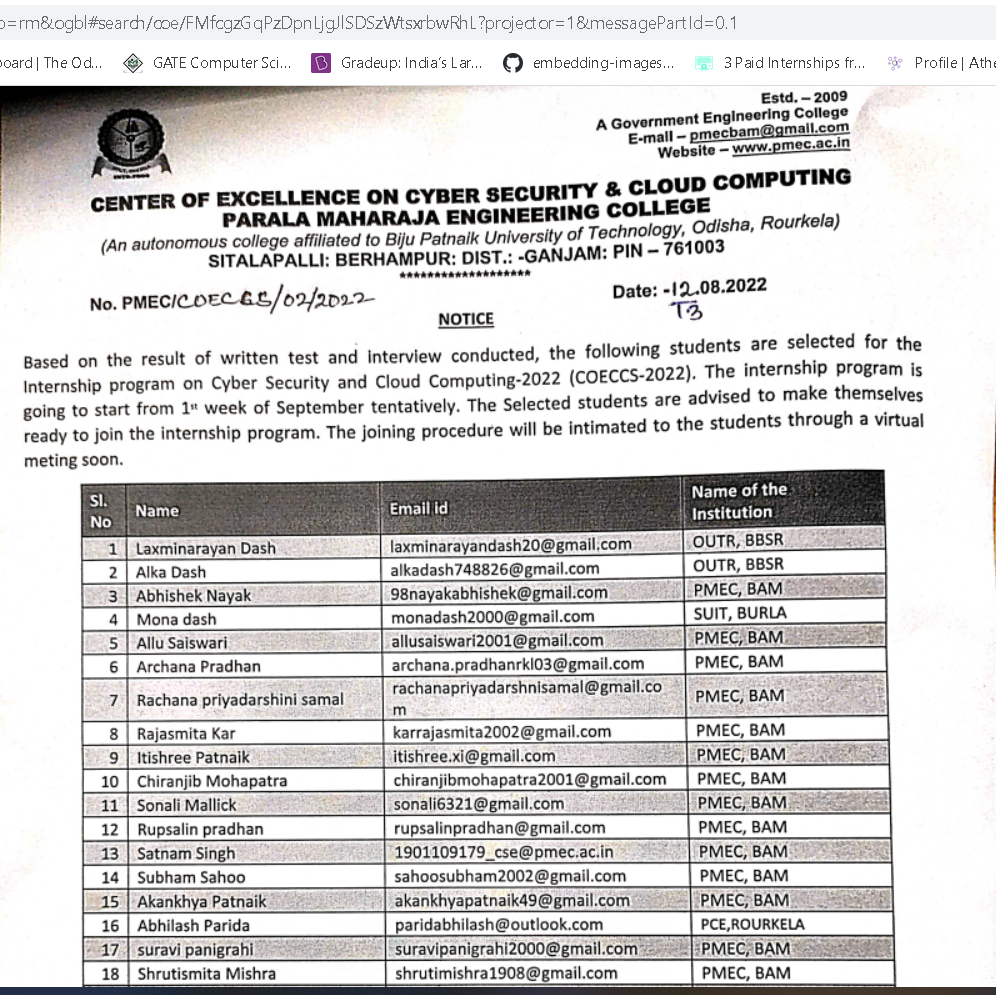 o=rm&ogbl#search/coe/FMfcgzGqPzDpnLjgJlSDSzWtsxrbwRhL?projector=1&messagePartId=0.1
oard | The Od... GATE Computer Sci... Gradeup: India's Lar... embedding-images... 3 Paid Internships fr... Profile | Athe
Estd. – 2009
A Government Engineering College
E-mail – pmecbam@gmail.com
Website – www.pmec.ac.in
CENTER OF EXCELLENCE ON CYBER SECURITY & CLOUD COMPUTING
PARALA MAHARAJA ENGINEERING COLLEGE
(An autonomous college affiliated to Biju Patnaik University of Technology, Odisha, Rourkela)
SITALAPALLI: BERHAMPUR: DIST.: -GANJAM: PIN – 761003
*******************
No. PMEC/COECCS/02/2022 Date: -12.08.2022
NOTICE
Based on the result of written test and interview conducted, the following students are selected for the
Internship program on Cyber Security and Cloud Computing-2022 (COECCS-2022). The internship program is
going to start from 1st week of September tentatively. The Selected students are advised to make themselves
ready to join the internship program. The joining procedure will be intimated to the students through a virtual
meting soon.
Sl. No Name Email id Name of the Institution
1 Laxminarayan Dash laxminarayandash20@gmail.com OUTR, BBSR
2 Alka Dash alkadash748826@gmail.com OUTR, BBSR
3 Abhishek Nayak 98nayakabhishek@gmail.com PMEC, BAM
4 Mona dash monadash2000@gmail.com SUIT, BURLA
5 Allu Saiswari allusaiswari2001@gmail.com PMEC, BAM
6 Archana Pradhan archana.pradhanrkl03@gmail.com PMEC, BAM
7 Rachana priyadarshini samal rachanapriyadarshnisamal@gmail.co
m PMEC, BAM
8 Rajasmita Kar karrajasmita2002@gmail.com PMEC, BAM
9 Itishree Patnaik itishree.xi@gmail.com PMEC, BAM
10 Chiranjib Mohapatra chiranjibmohapatra2001@gmail.com PMEC, BAM
11 Sonali Mallick sonali6321@gmail.com PMEC, BAM
12 Rupsalin pradhan rupsalinpradhan@gmail.com PMEC, BAM
13 Satnam Singh 1901109179_cse@pmec.ac.in PMEC, BAM
14 Subham Sahoo sahoosubham2002@gmail.com PMEC, BAM
15 Akankhya Patnaik akankhyapatnaik49@gmail.com PMEC, BAM
16 Abhilash Parida paridabhilash@outlook.com PCE,ROURKELA
17 suravi panigrahi suravipanigrahi2000@gmail.com PMEC, BAM
18 Shrutismita Mishra shrutimishra1908@gmail.com PMEC, BAM